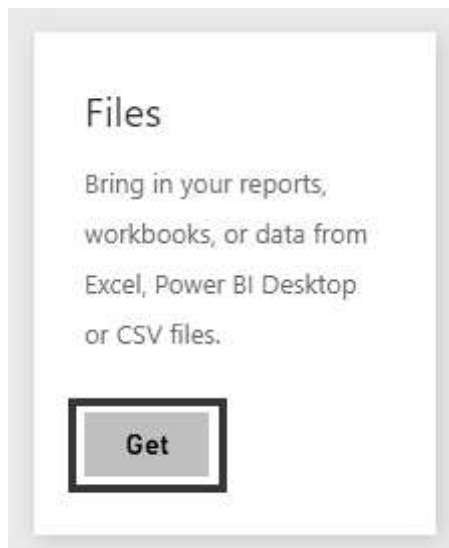 Files
Bring in your reports,
workbooks, or data from
Excel, Power BI Desktop
or CSV files.
Get